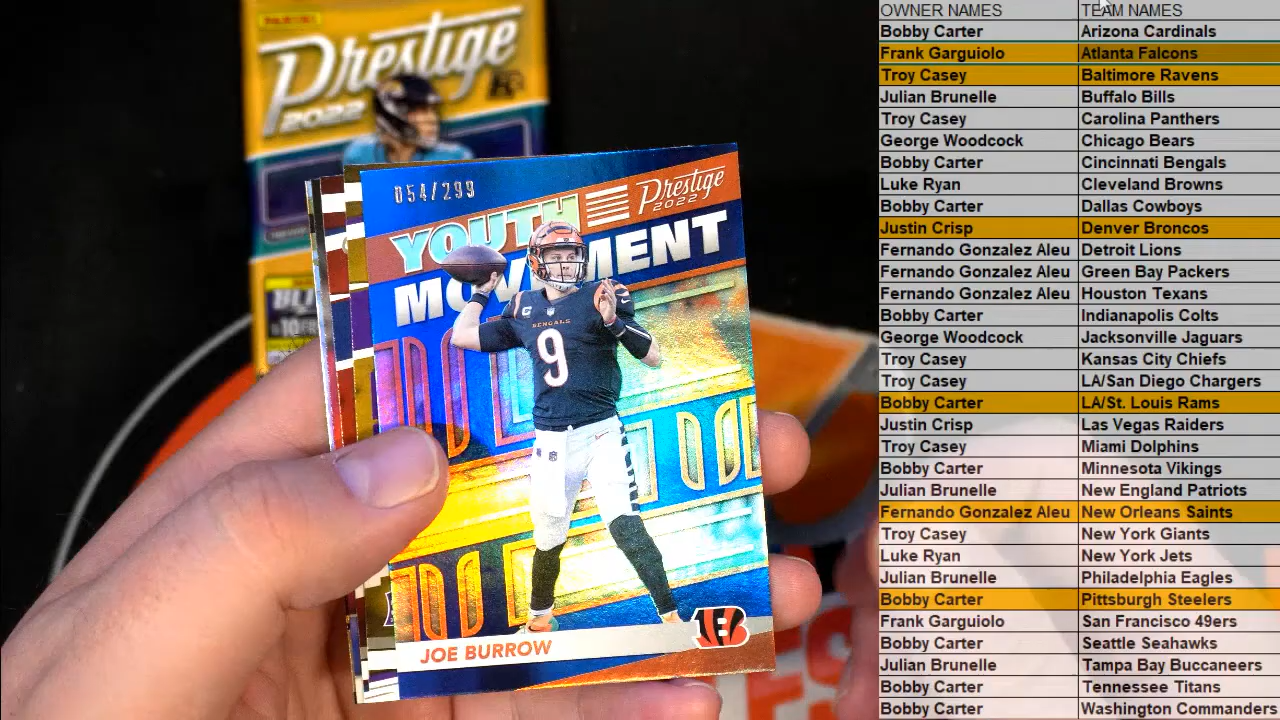 PANINI
Prestige
2022
054/299
YOUTH
MOVEMENT
Prestige
2022
BENGALS
C
9
NFL
B
JOE BURROW
OWNER NAMES TEAM NAMES
Bobby Carter Arizona Cardinals
Frank Garguiolo Atlanta Falcons
Troy Casey Baltimore Ravens
Julian Brunelle Buffalo Bills
Troy Casey Carolina Panthers
George Woodcock Chicago Bears
Bobby Carter Cincinnati Bengals
Luke Ryan Cleveland Browns
Bobby Carter Dallas Cowboys
Justin Crisp Denver Broncos
Fernando Gonzalez Aleu Detroit Lions
Fernando Gonzalez Aleu Green Bay Packers
Fernando Gonzalez Aleu Houston Texans
Bobby Carter Indianapolis Colts
George Woodcock Jacksonville Jaguars
Troy Casey Kansas City Chiefs
Troy Casey LA/San Diego Chargers
Bobby Carter LA/St. Louis Rams
Justin Crisp Las Vegas Raiders
Troy Casey Miami Dolphins
Bobby Carter Minnesota Vikings
Julian Brunelle New England Patriots
Fernando Gonzalez Aleu New Orleans Saints
Troy Casey New York Giants
Luke Ryan New York Jets
Julian Brunelle Philadelphia Eagles
Bobby Carter Pittsburgh Steelers
Frank Garguiolo San Francisco 49ers
Bobby Carter Seattle Seahawks
Julian Brunelle Tampa Bay Buccaneers
Bobby Carter Tennessee Titans
Bobby Carter Washington Commanders